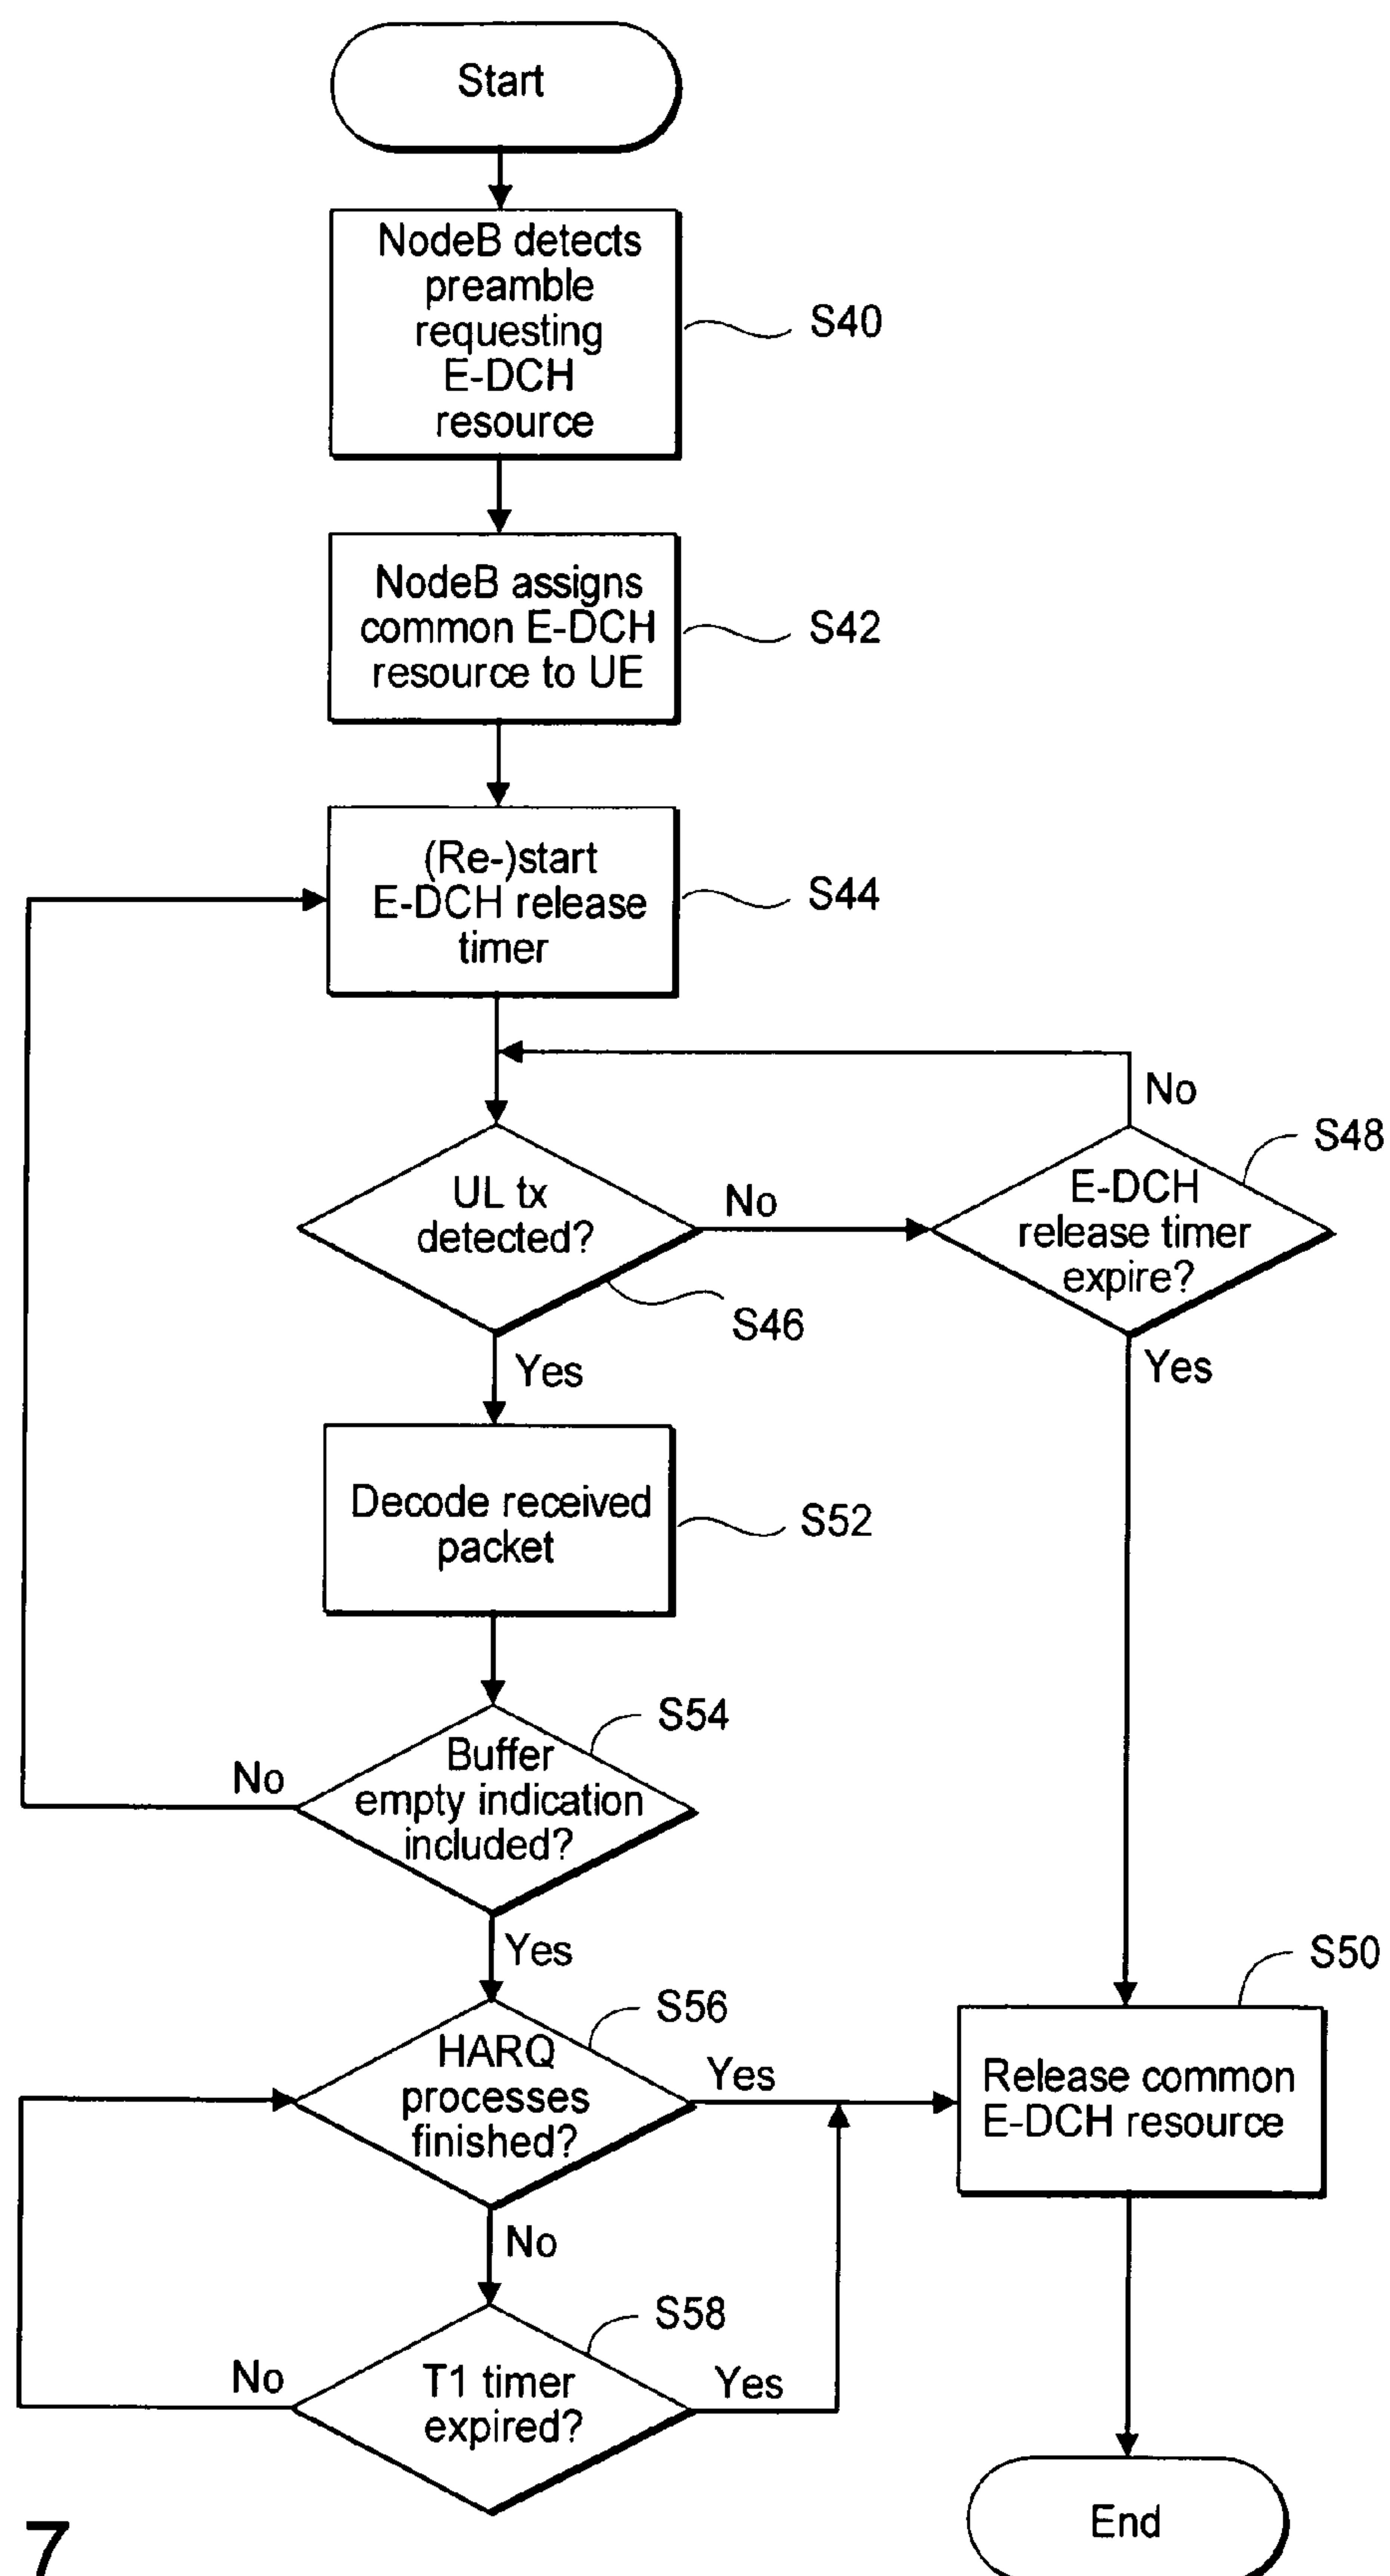 Start
NodeB detects
preamble
requesting
E-DCH
resource
S40
NodeB assigns
common E-DCH
resource to UE
S42
(Re-)start
E-DCH release
timer
S44
No
S48
UL tx
detected?
No
E-DCH
release timer
expire?
S46
Yes
Yes
Decode received
packet
S52
S54
Buffer
empty indication
included?
No
Yes
S50
S56
HARQ
processes
finished?
Yes
Release common
E-DCH resource
No
S58
T1 timer
expired?
No
Yes
End
7